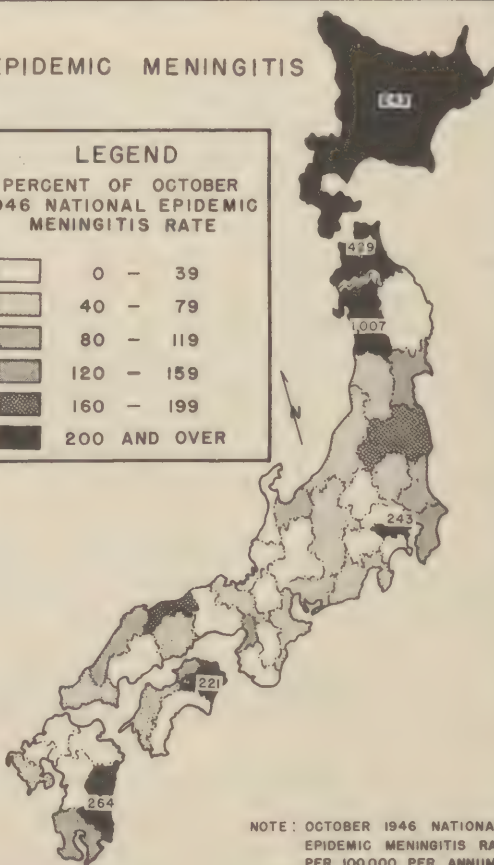 EPIDEMIC MENINGITIS
LEGEND
PERCENT OF OCTOBER
1946 NATIONAL EPIDEMIC
MENINGITIS RATE
0 – 39
40 – 79
80 – 119
120 – 159
160 – 199
200 AND OVER
429
1,007
N
243
221
264
NOTE: OCTOBER 1946 NATIONAL
EPIDEMIC MENINGITIS RA
PER 100,000 PER ANNUM